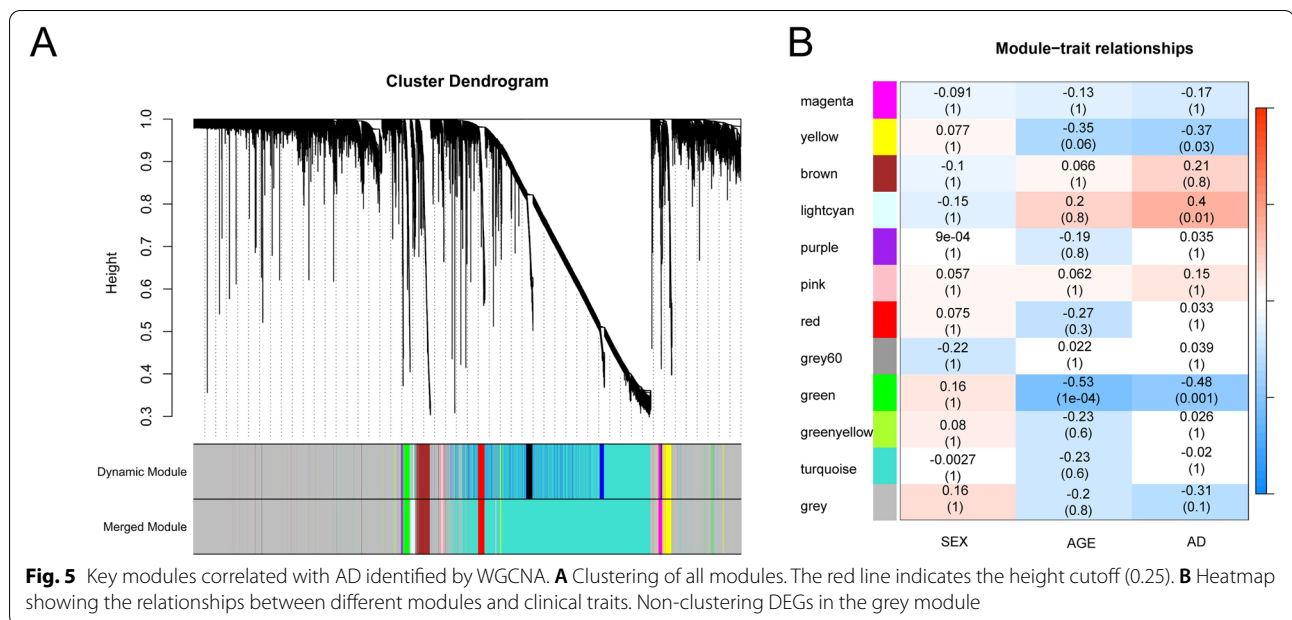 A
Cluster Dendrogram
Height
1.0
0.9
0.8
0.7
0.6
0.5
0.4
0.3
Dynamic Module
Merged Module
B
Module−trait relationships
magenta -0.091 -0.13 -0.17
(1) (1) (1)
yellow 0.077 -0.35 -0.37
(1) (0.06) (0.03)
brown -0.1 0.066 0.21
(1) (1) (0.8)
lightcyan -0.15 0.2 0.4
(1) (0.8) (0.01)
purple 9e-04 -0.19 0.035
(1) (0.8) (1)
pink 0.057 0.062 0.15
(1) (1) (1)
red 0.075 -0.27 0.033
(1) (0.3) (1)
grey60 -0.22 0.022 0.039
(1) (1) (1)
green 0.16 -0.53 -0.48
(1) (1e-04) (0.001)
greenyellow 0.08 -0.23 0.026
(1) (0.6) (1)
turquoise -0.0027 -0.23 -0.02
(1) (0.6) (1)
grey 0.16 -0.2 -0.31
(1) (0.8) (0.1)
SEX AGE AD
Fig. 5 Key modules correlated with AD identified by WGCNA. A Clustering of all modules. The red line indicates the height cutoff (0.25). B Heatmap
showing the relationships between different modules and clinical traits. Non-clustering DEGs in the grey module